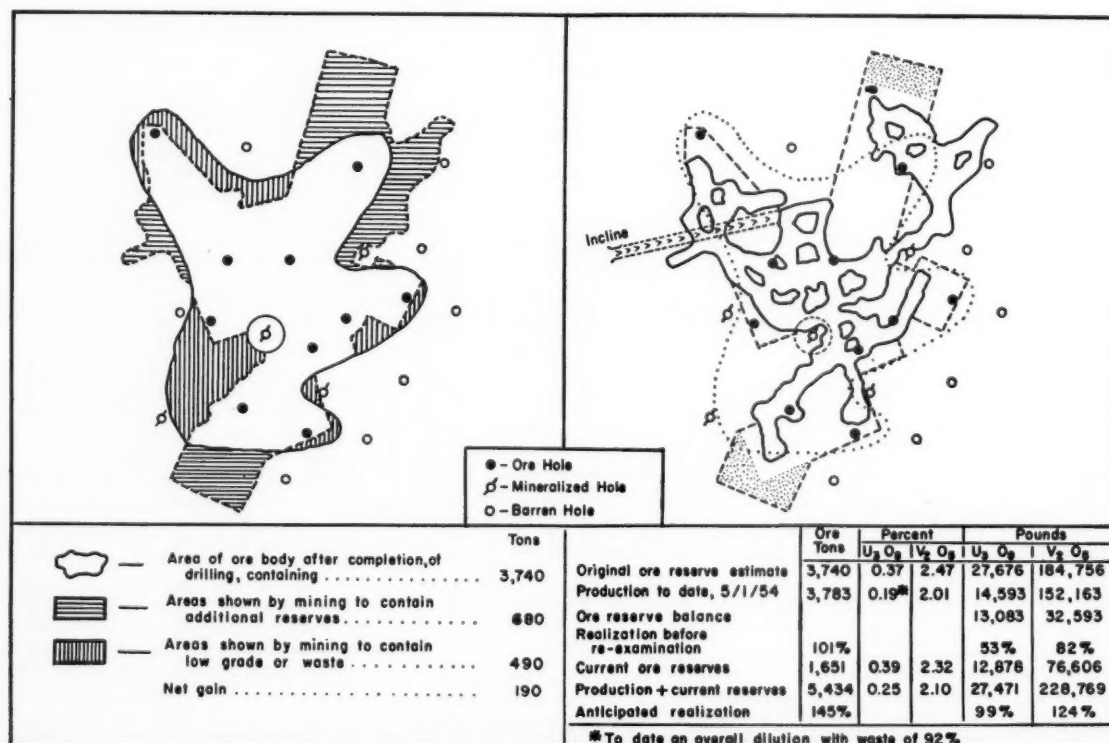 Incline
● – Ore Hole
⌀ – Mineralized Hole
○ – Barren Hole
Tons
— Area of ore body after completion, of
drilling, containing . . . . . . . . . . . . . . . . . 3,740
— Areas shown by mining to contain
additional reserves . . . . . . . . . . . . . . . . . 680
— Areas shown by mining to contain
low grade or waste . . . . . . . . . . . . . . . . . 490
Net gain . . . . . . . . . . . . . . . . . . . . . . . . . 190
Ore Tons Percent Pounds
U3 O8 V2 O5 U3 O8 V2 O5
Original ore reserve estimate 3,740 0.37 2.47 27,676 184,756
Production to date, 5/1/54 3,783 0.19* 2.01 14,593 152,163
Ore reserve balance 13,083 32,593
Realization before
re-examination 101% 53% 82%
Current ore reserves 1,651 0.39 2.32 12,878 76,606
Production + current reserves 5,434 0.25 2.10 27,471 228,769
Anticipated realization 145% 99% 124%
* To date an overall dilution with waste of 92%